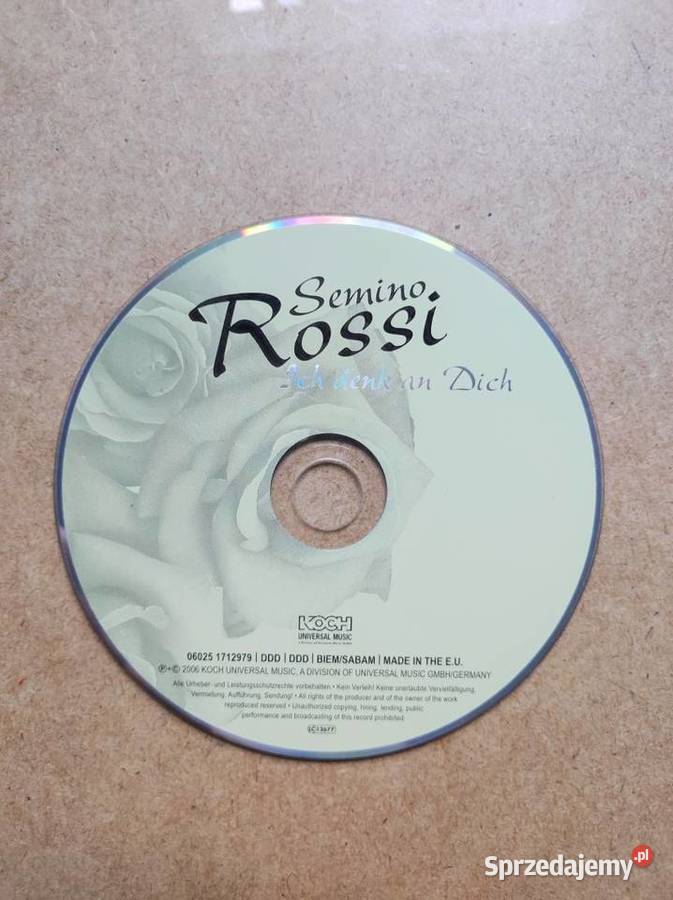 Semino
Rossi
Ich denk an Dich
KOCH
UNIVERSAL MUSIC
06025 1712979 | DDD | DDD | BIEM/SABAM | MADE IN THE E.U.
℗+© 2006 KOCH UNIVERSAL MUSIC, A DIVISION OF UNIVERSAL MUSIC GMBH/GERMANY
Alle Urheber- und Leistungsschutzrechte vorbehalten • Kein Verleih! Keine unerlaubte Vervielfältigung,
Vermietung, Aufführung, Sendung! • All rights of the producer and of the owner of the work
reproduced reserved • Unauthorized copying, hiring, lending, public
performance and broadcasting of this record prohibited
LC 13677
Sprzedajemy.pl